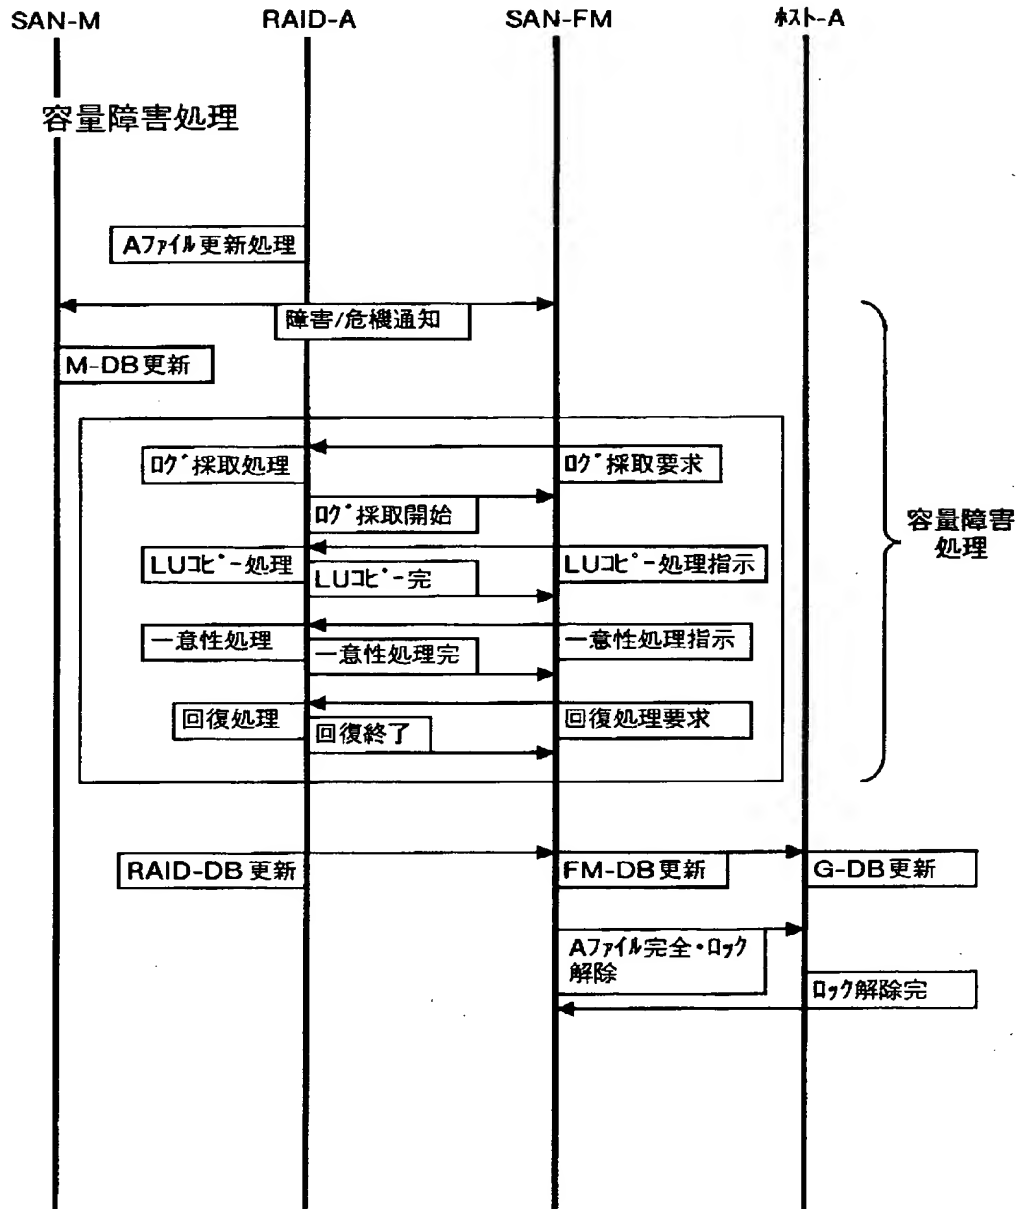 SAN-M RAID-A SAN-FM ホスト-A
容量障害処理
Aファイル更新処理
障害/危機通知
M-DB更新
ログ採取処理 ログ採取要求
ログ採取開始
LUコピー処理 LUコピー処理指示
LUコピー完
容量障害
処理
一意性処理 一意性処理指示
一意性処理完
回復処理 回復処理要求
回復終了
RAID-DB更新 FM-DB更新 G-DB更新
Aファイル完全・ロック
解除
ロック解除完